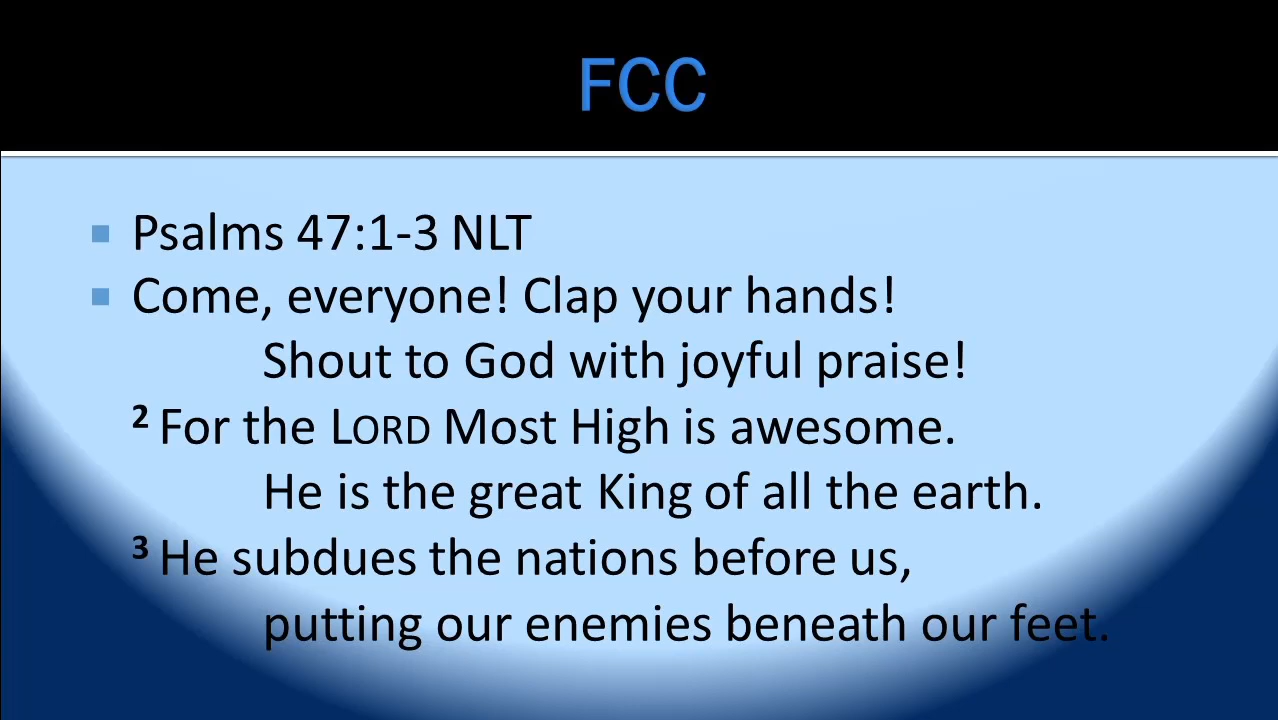 FCC
Psalms 47:1-3 NLT
Come, everyone! Clap your hands!
Shout to God with joyful praise!
2 For the LORD Most High is awesome.
He is the great King of all the earth.
3 He subdues the nations before us,
putting our enemies beneath our feet.